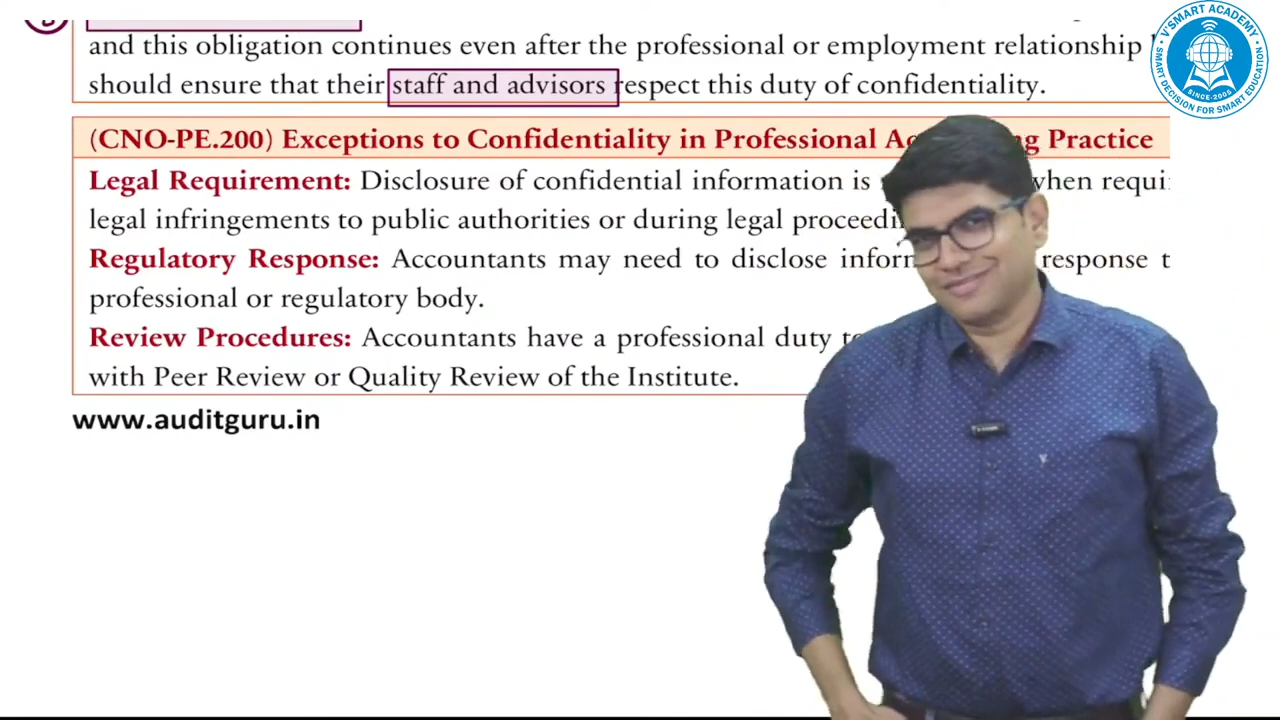 and this obligation continues even after the professional or employment relationship
should ensure that their staff and advisors respect this duty of confidentiality.
(CNO-PE.200) Exceptions to Confidentiality in Professional Practice
Legal Requirement: Disclosure of confidential information is when
legal infringements to public authorities or during legal
Regulatory Response: Accountants may need to disclose response
professional or regulatory body.
Review Procedures: Accountants have a professional duty
with Peer Review or Quality Review of the Institute.
www.auditguru.in
V'SMART ACADEMY
SINCE-2005
SMART DECISION FOR SMART EDUCATION